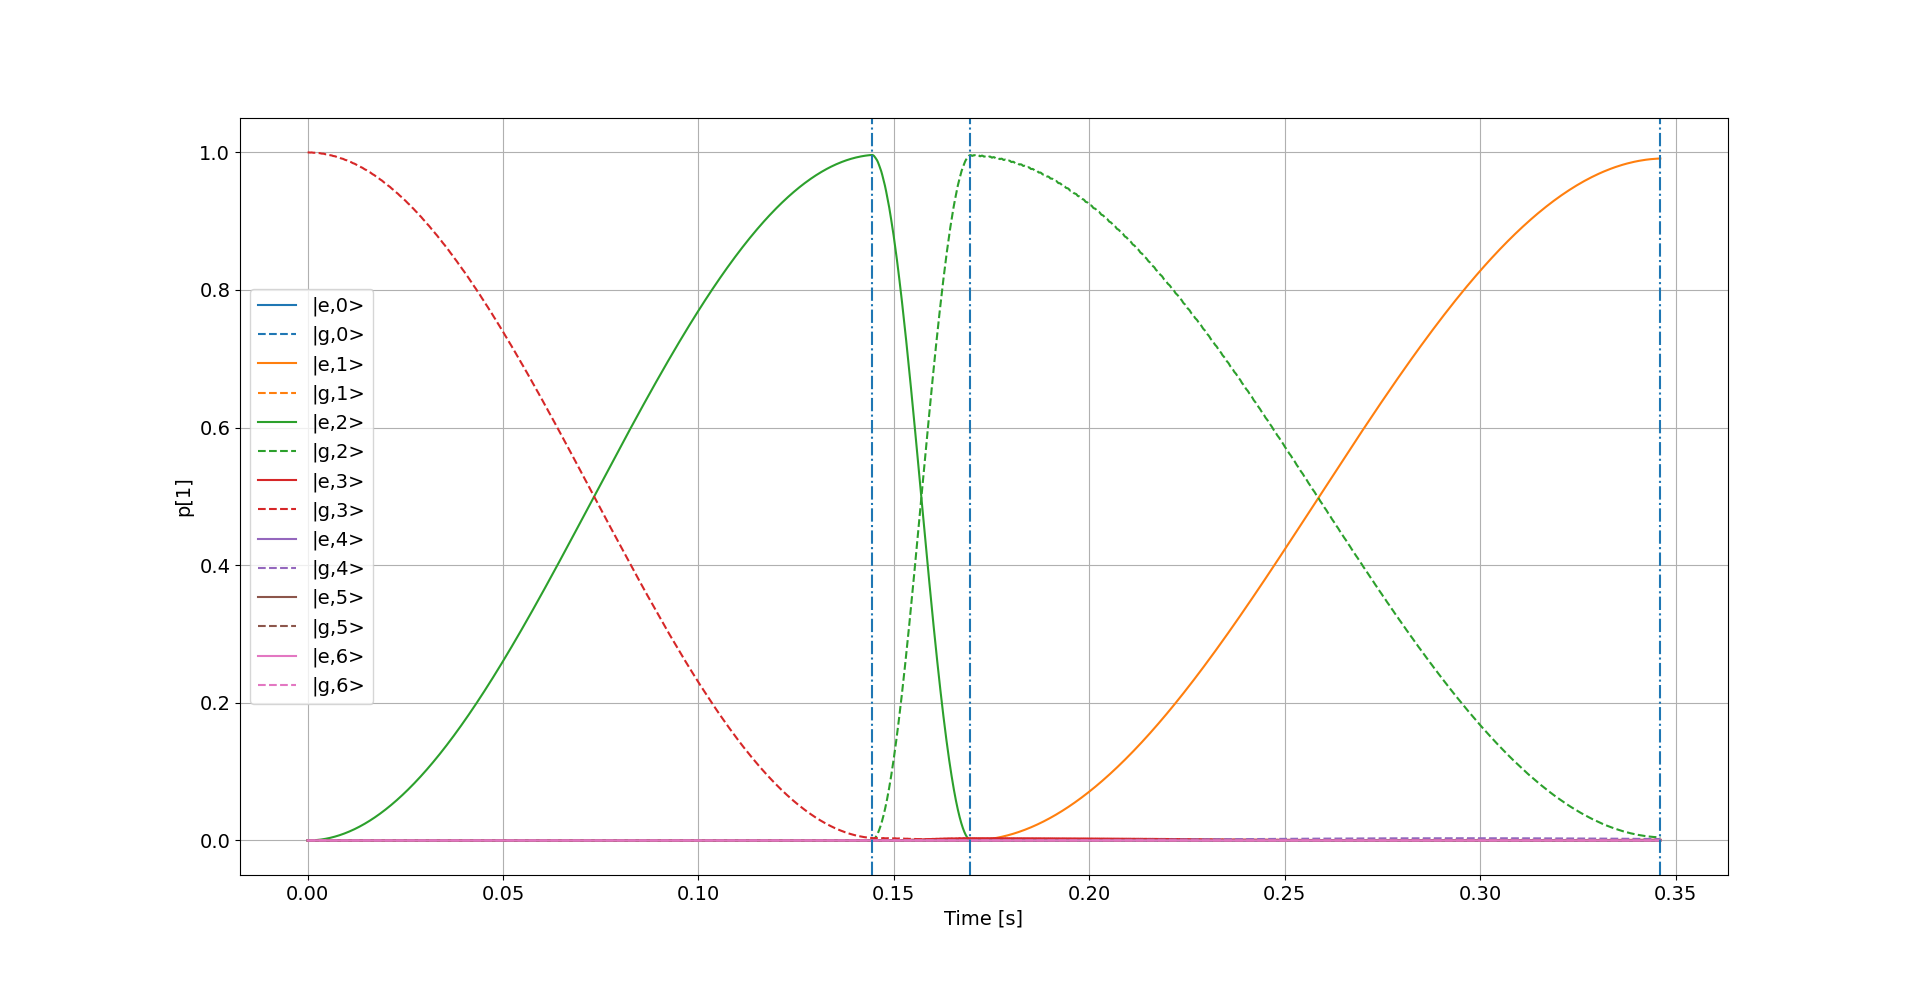 1.0
0.8
0.6
0.4
0.2
0.0
p[1]
|e,0>
|g,0>
|e,1>
|g,1>
|e,2>
|g,2>
|e,3>
|g,3>
|e,4>
|g,4>
|e,5>
|g,5>
|e,6>
|g,6>
0.00 0.05 0.10 0.15 0.20 0.25 0.30 0.35
Time [s]